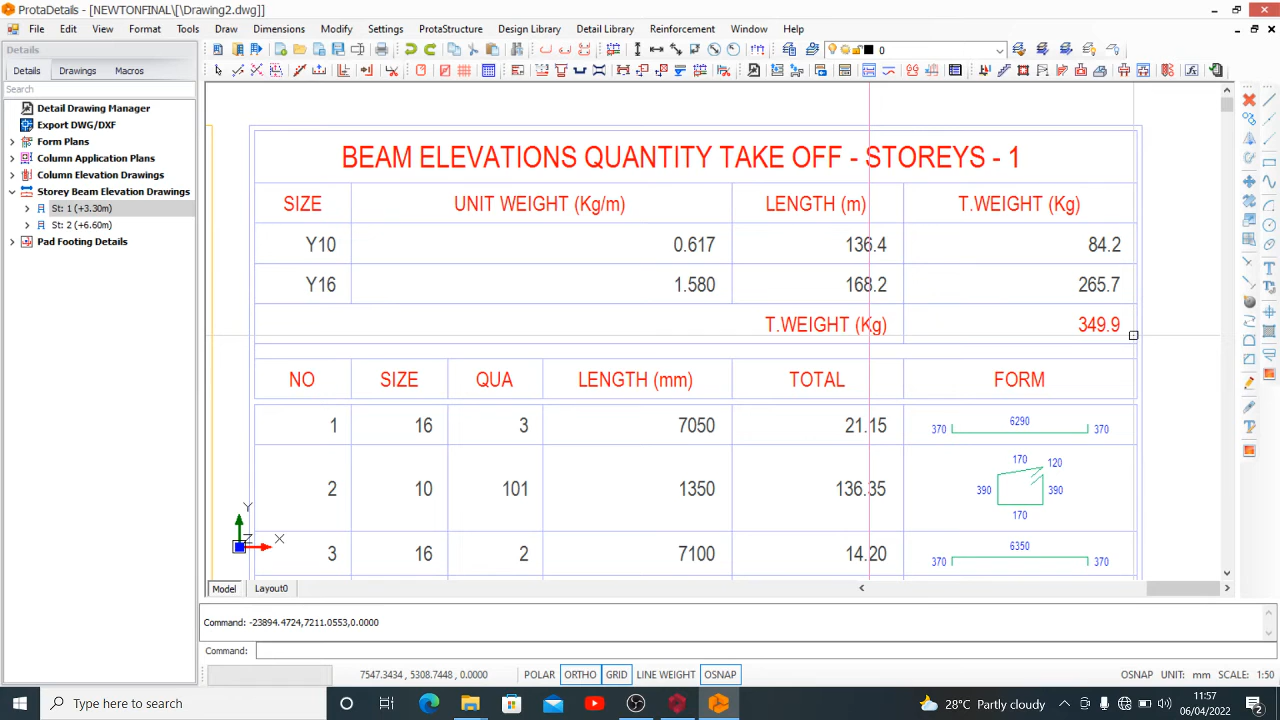 ProtaDetails - [NEWTONFINAL\[\Drawing2.dwg]]
File Edit View Format Tools Draw Dimensions Modify Settings ProtaStructure Design Library Detail Library Reinforcement Window Help
Details
0
Details Drawings Macros
Search
Detail Drawing Manager
Export DWG/DXF
Form Plans
Column Application Plans
Column Elevation Drawings
Storey Beam Elevation Drawings
St: 1 (+3.30m)
St: 2 (+6.60m)
Pad Footing Details
BEAM ELEVATIONS QUANTITY TAKE OFF - STOREYS - 1
SIZE UNIT WEIGHT (Kg/m) LENGTH (m) T.WEIGHT (Kg)
Y10 0.617 136.4 84.2
Y16 1.580 168.2 265.7
T.WEIGHT (Kg) 349.9
NO SIZE QUA LENGTH (mm) TOTAL FORM
1 16 3 7050 21.15 370 6290 370
2 10 101 1350 136.35 170 120 390 390 170
3 16 2 7100 14.20 370 6350 370
Y
Z X
Model Layout0
Command: -23894.4724,7211.0553,0.0000
Command:
7547.3434 , 5308.7448 , 0.0000 POLAR ORTHO GRID LINE WEIGHT OSNAP OSNAP UNIT: mm SCALE: 1:50
Type here to search
28°C Partly cloudy
11:57
06/04/2022
2